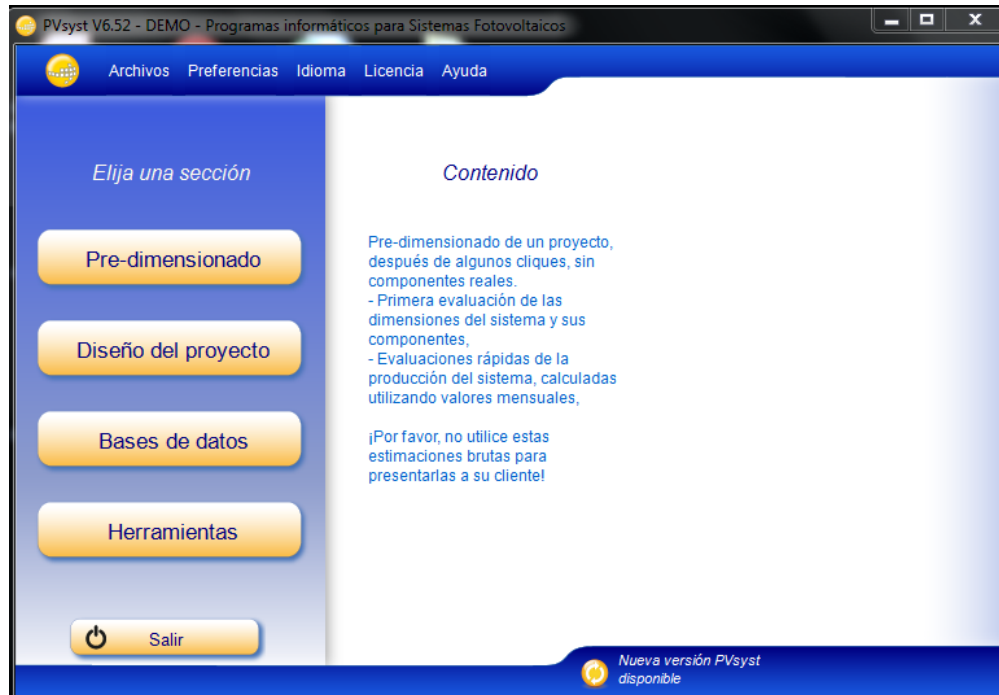 PVsyst V6.52 - DEMO - Programas informáticos para Sistemas Fotovoltaicos
Archivos Preferencias Idioma Licencia Ayuda
Elija una sección
Pre-dimensionado
Diseño del proyecto
Bases de datos
Herramientas
Salir
Contenido
Pre-dimensionado de un proyecto,
después de algunos cliques, sin
componentes reales.
- Primera evaluación de las
dimensiones del sistema y sus
componentes,
- Evaluaciones rápidas de la
producción del sistema, calculadas
utilizando valores mensuales,
¡Por favor, no utilice estas
estimaciones brutas para
presentarlas a su cliente!
Nueva versión PVsyst
disponible